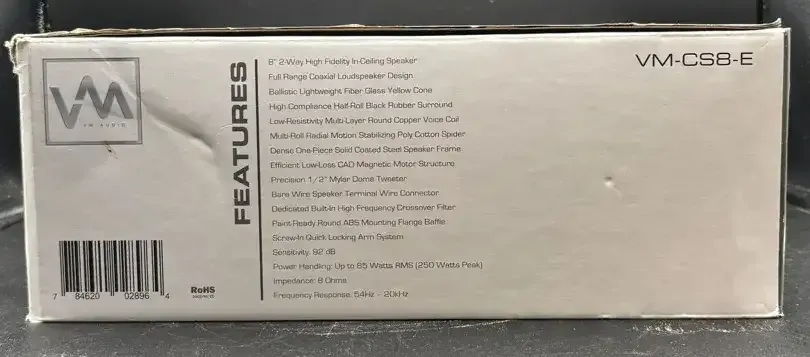 VM
VM AUDIO
FEATURES
8" 2-Way High Fidelity In-Ceiling Speaker
Full Range Coaxial Loudspeaker Design
Ballistic Lightweight Fiber Glass Yellow Cone
High Compliance Half-Roll Black Rubber Surround
Low-Resistivity Multi-Layer Round Copper Voice Coil
Multi-Roll Radial Motion Stabilizing Poly Cotton Spider
Dense One-Piece Solid Coated Steel Speaker Frame
Efficient Low-Loss CAD Magnetic Motor Structure
Precision 1/2" Mylar Dome Tweeter
Bare Wire Speaker Terminal Wire Connector
Dedicated Built-In High Frequency Crossover Filter
Paint-Ready Round ABS Mounting Flange Baffle
Screw-In Quick Locking Arm System
Sensitivity: 92 dB
Power Handling: Up to 85 Watts RMS (250 Watts Peak)
Impedance: 8 Ohms
Frequency Response: 54Hz - 20kHz
VM-CS8-E
7 84620 02896 4
RoHS